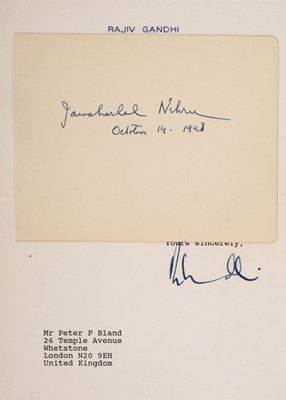 RAJIV GANDHI
Jawaharlal Nehru
October 14. 1948
Yours sincerely,
Mr Peter P Bland
26 Temple Avenue
Whetstone
London N20 9EH
United Kingdom